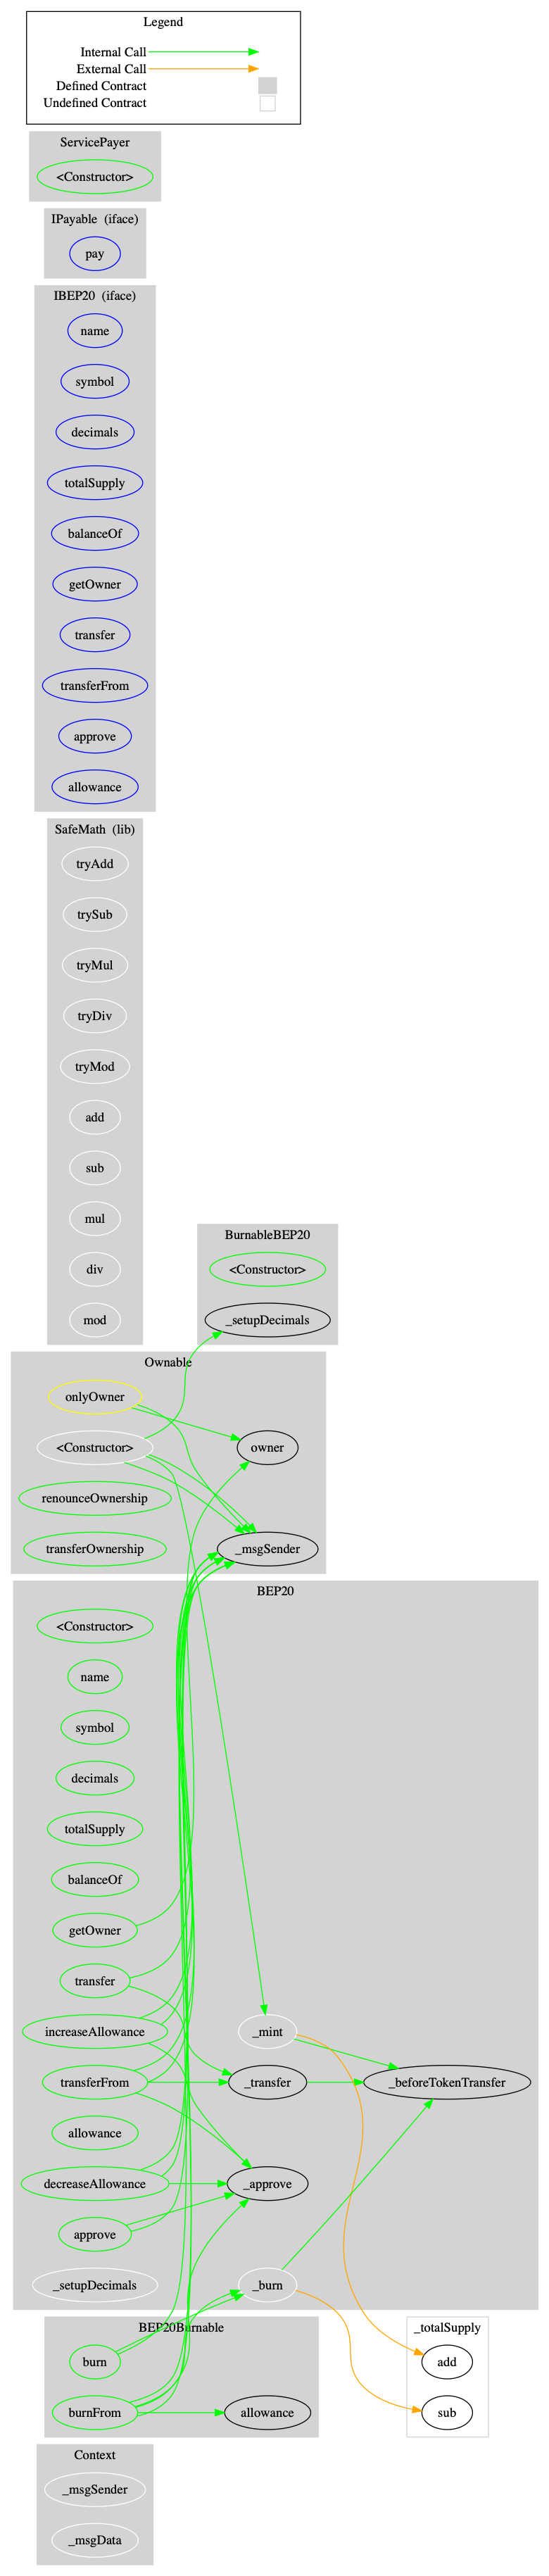 Legend
Internal Call
External Call
Defined Contract
Undefined Contract
ServicePayer
<Constructor>
IPayable (iface)
pay
IBEP20 (iface)
name
symbol
decimals
totalSupply
balanceOf
getOwner
transfer
transferFrom
approve
allowance
SafeMath (lib)
tryAdd
trySub
tryMul
tryDiv
tryMod
add
sub
mul
div
mod
BurnableBEP20
<Constructor>
_setupDecimals
Ownable
onlyOwner
<Constructor>
owner
renounceOwnership
transferOwnership
_msgSender
BEP20
<Constructor>
name
symbol
decimals
totalSupply
balanceOf
getOwner
transfer
increaseAllowance
_mint
transferFrom
_transfer
_beforeTokenTransfer
allowance
decreaseAllowance
_approve
approve
_setupDecimals
_burn
BEP20Burnable
burn
burnFrom
allowance
_totalSupply
add
sub
Context
_msgSender
_msgData